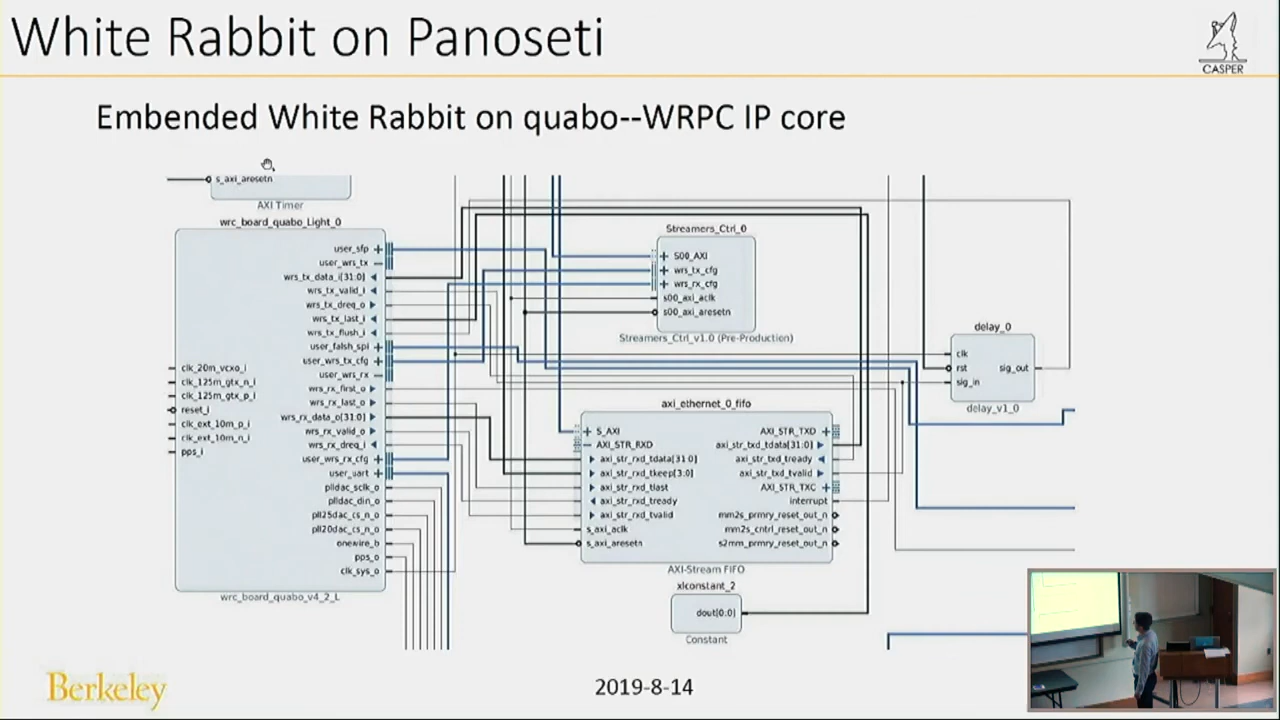 White Rabbit on Panoseti
CASPER
Embended White Rabbit on quabo--WRPC IP core
s_axi_aresetn
AXI Timer
wrc_board_quabo_Light_0
user_sfp
user_wrs_tx
wrs_tx_data_i[31:0]
wrs_tx_valid_i
wrs_tx_dreq_o
wrs_tx_last_i
wrs_tx_flush_i
user_falsh_spi
user_wrs_tx_cfg
user_wrs_rx
wrs_rx_first_o
wrs_rx_last_o
wrs_rx_data_o[31:0]
wrs_rx_valid_o
wrs_rx_dreq_i
user_wrs_rx_cfg
user_uart
plldac_sclk_o
plldac_din_o
pll25dac_cs_n_o
pll20dac_cs_n_o
onewire_b
pps_o
clk_sys_o
clk_20m_vcxo_i
clk_125m_gtx_n_i
clk_125m_gtx_p_i
reset_i
clk_ext_10m_p_i
clk_ext_10m_n_i
pps_i
wrc_board_quabo_v4_2_L
Streamers_Ctrl_0
S00_AXI
wrs_tx_cfg
wrs_rx_cfg
s00_axi_aclk
s00_axi_aresetn
Streamers_Ctrl_v1.0 (Pre-Production)
delay_0
clk
rst
sig_in
sig_out
delay_v1_0
axi_ethernet_0_fifo
S_AXI
AXI_STR_RXD
axi_str_rxd_tdata[31:0]
axi_str_rxd_tkeep[3:0]
axi_str_rxd_tlast
axi_str_rxd_tready
axi_str_rxd_tvalid
s_axi_aclk
s_axi_aresetn
AXI_STR_TXD
axi_str_txd_tdata[31:0]
axi_str_txd_tready
axi_str_txd_tvalid
AXI_STR_TXC
interrupt
mm2s_prmry_reset_out_n
mm2s_cntrl_reset_out_n
s2mm_prmry_reset_out_n
AXI-Stream FIFO
xlconstant_2
dout[0:0]
Constant
Berkeley
2019-8-14